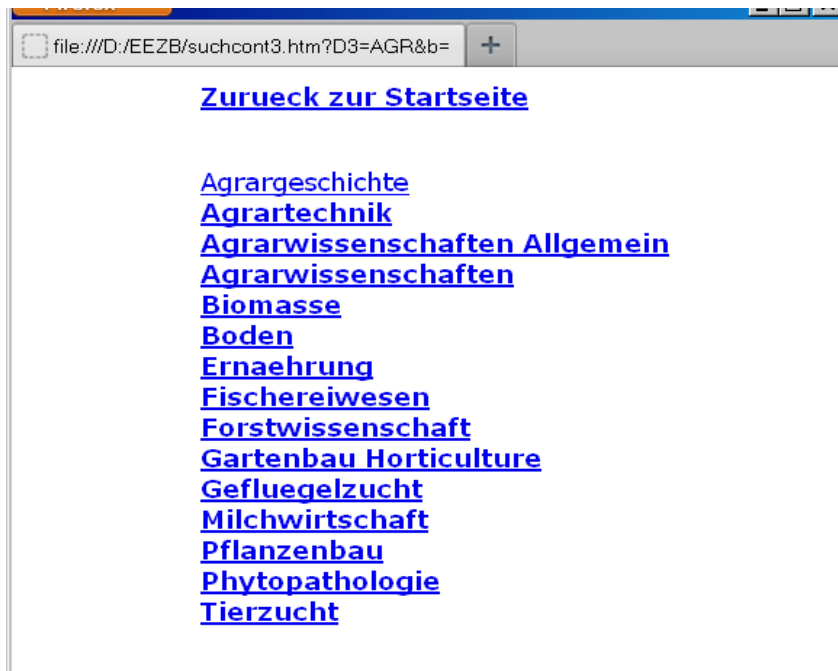 file:///D:/EEZB/suchcont3.htm?D3=AGR&b=
Zurueck zur Startseite
Agrargeschichte
Agrartechnik
Agrarwissenschaften Allgemein
Agrarwissenschaften
Biomasse
Boden
Ernaehrung
Fischereiwesen
Forstwissenschaft
Gartenbau Horticulture
Gefluegelzucht
Milchwirtschaft
Pflanzenbau
Phytopathologie
Tierzucht